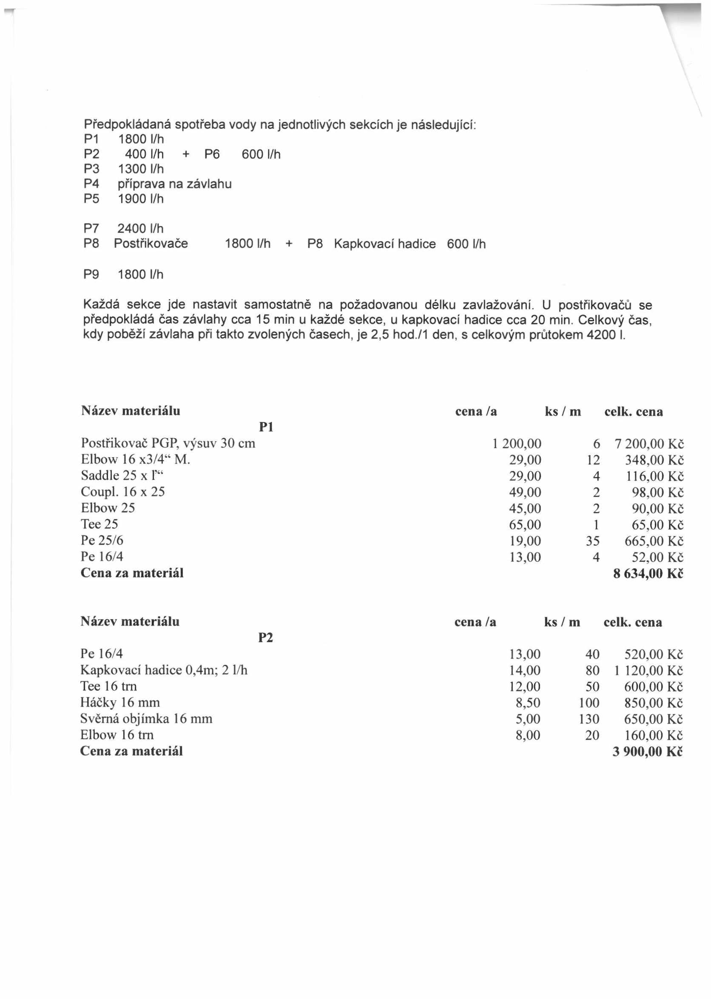 Předpokládaná spotřeba vody na jednotlivých sekcích je následující:
P1 1800 l/h
P2 400 l/h + P6 600 l/h
P3 1300 l/h
P4 příprava na závlahu
P5 1900 l/h
P7 2400 l/h
P8 Postřikovače 1800 l/h + P8 Kapkovací hadice 600 l/h
P9 1800 l/h
Každá sekce jde nastavit samostatně na požadovanou délku zavlažování. U postřikovačů se
předpokládá čas závlahy cca 15 min u každé sekce, u kapkovací hadice cca 20 min. Celkový čas,
kdy poběží závlaha při takto zvolených časech, je 2,5 hod./1 den, s celkovým průtokem 4200 l.
Název materiálu cena /a ks / m celk. cena
P1
Postřikovač PGP, výsuv 30 cm 1 200,00 6 7 200,00 Kč
Elbow 16 x3/4“ M. 29,00 12 348,00 Kč
Saddle 25 x 1"“ 29,00 4 116,00 Kč
Coupl. 16 x 25 49,00 2 98,00 Kč
Elbow 25 45,00 2 90,00 Kč
Tee 25 65,00 1 65,00 Kč
Pe 25/6 19,00 35 665,00 Kč
Pe 16/4 13,00 4 52,00 Kč
Cena za materiál 8 634,00 Kč
Název materiálu cena /a ks / m celk. cena
P2
Pe 16/4 13,00 40 520,00 Kč
Kapkovací hadice 0,4m; 2 l/h 14,00 80 1 120,00 Kč
Tee 16 trn 12,00 50 600,00 Kč
Háčky 16 mm 8,50 100 850,00 Kč
Svěrná objímka 16 mm 5,00 130 650,00 Kč
Elbow 16 trn 8,00 20 160,00 Kč
Cena za materiál 3 900,00 Kč